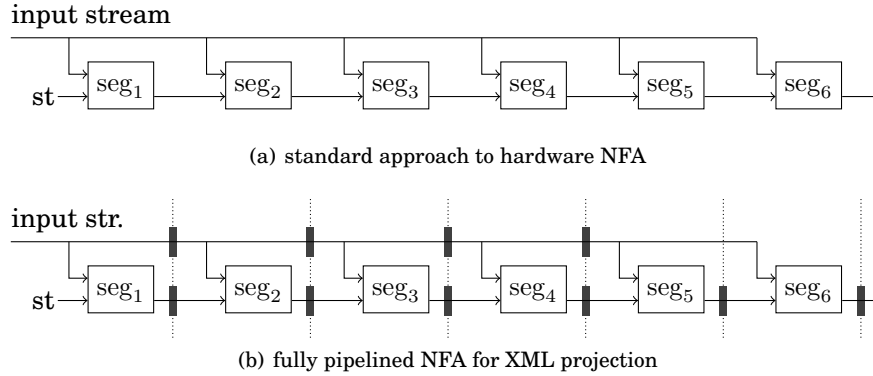 input stream
st seg1 seg2 seg3 seg4 seg5 seg6
(a) standard approach to hardware NFA
input str.
st seg1 seg2 seg3 seg4 seg5 seg6
(b) fully pipelined NFA for XML projection